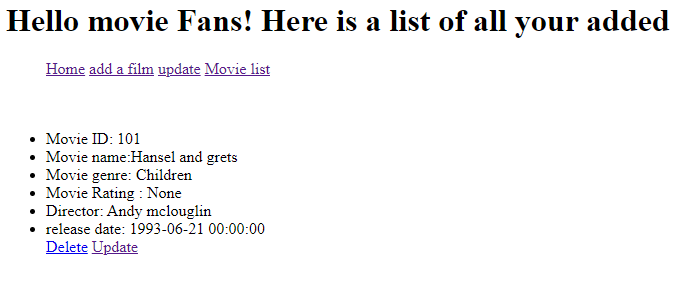 Hello movie Fans! Here is a list of all your added
Home add a film update Movie list
Movie ID: 101
Movie name:Hansel and grets
Movie genre: Children
Movie Rating : None
Director: Andy mclouglin
release date: 1993-06-21 00:00:00
Delete Update